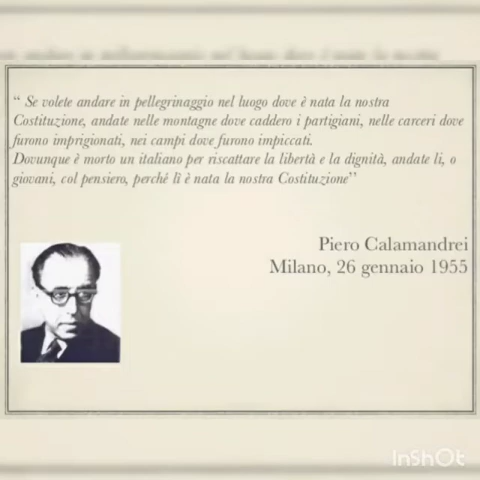 “ Se volete andare in pellegrinaggio nel luogo dove è nata la nostra
Costituzione, andate nelle montagne dove caddero i partigiani, nelle carceri dove
furono imprigionati, nei campi dove furono impiccati.
Dovunque è morto un italiano per riscattare la libertà e la dignità, andate lì, o
giovani, col pensiero, perché lì è nata la nostra Costituzione”
Piero Calamandrei
Milano, 26 gennaio 1955
InShOt